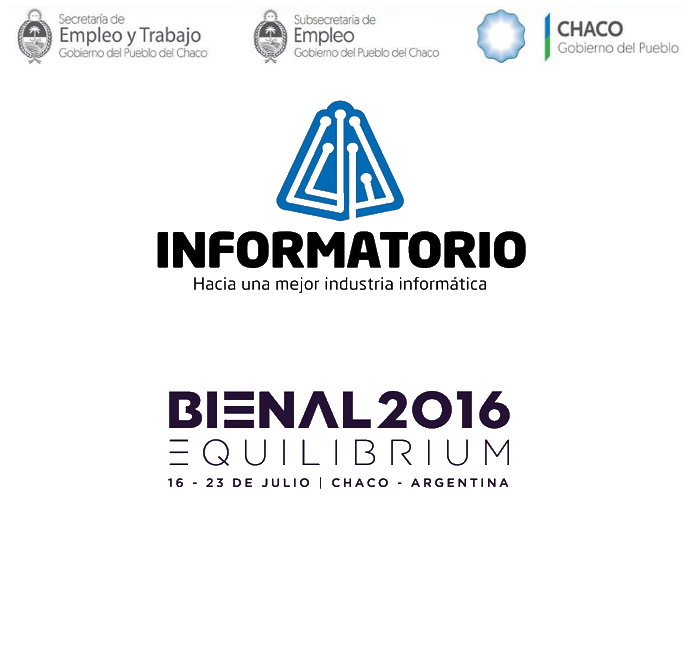 Secretaría de
Empleo y Trabajo
Gobierno del Pueblo del Chaco
Subsecretaría de
Empleo
Gobierno del Pueblo del Chaco
CHACO
Gobierno del Pueblo
INFORMATORIO
Hacia una mejor industria informática
BIENAL2016
EQUILIBRIUM
16 - 23 DE JULIO | CHACO - ARGENTINA